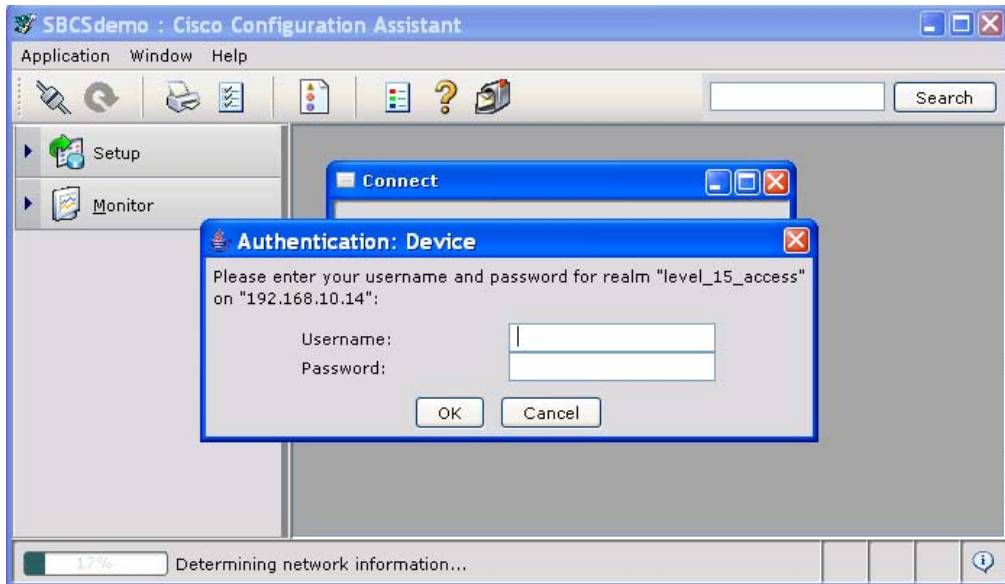 SBCSdemo : Cisco Configuration Assistant
Application Window Help
Search
Setup
Monitor
Connect
Authentication: Device
Please enter your username and password for realm "level_15_access"
on "192.168.10.14":
Username:
Password:
OK Cancel
17% Determining network information...